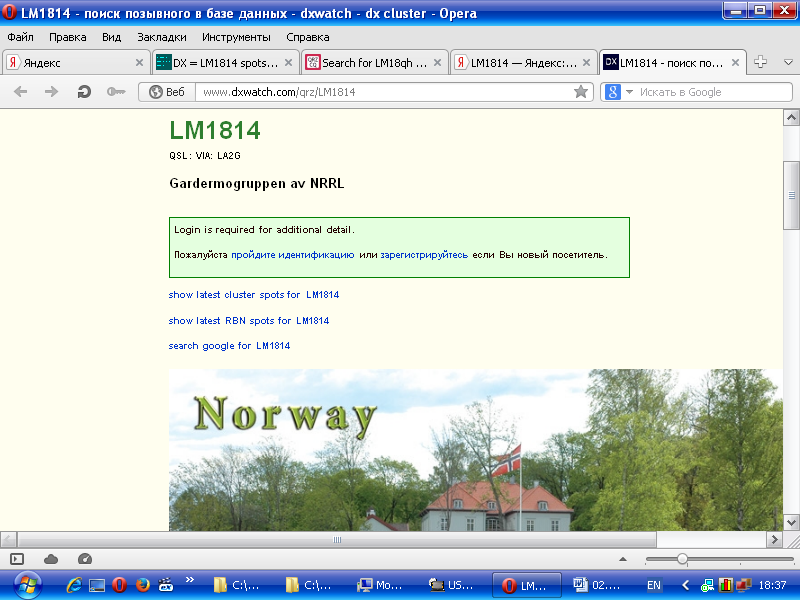 LM1814 - поиск позывного в базе данных - dxwatch - dx cluster - Opera
Файл Правка Вид Закладки Инструменты Справка
Яндекс
DX = LM1814 spots...
Search for LM18qh ...
LM1814 — Яндекс:...
LM1814 - поиск по...
Веб
www.dxwatch.com/qrz/LM1814
Искать в Google
LM1814
QSL: VIA: LA2G
Gardermogruppen av NRRL
Login is required for additional detail.
Пожалуйста пройдите идентификацию или зарегистрируйтесь если Вы новый посетитель.
show latest cluster spots for LM1814
show latest RBN spots for LM1814
search google for LM1814
Norway
C:\...
C:\...
Mo...
US...
LM...
02....
EN
18:37